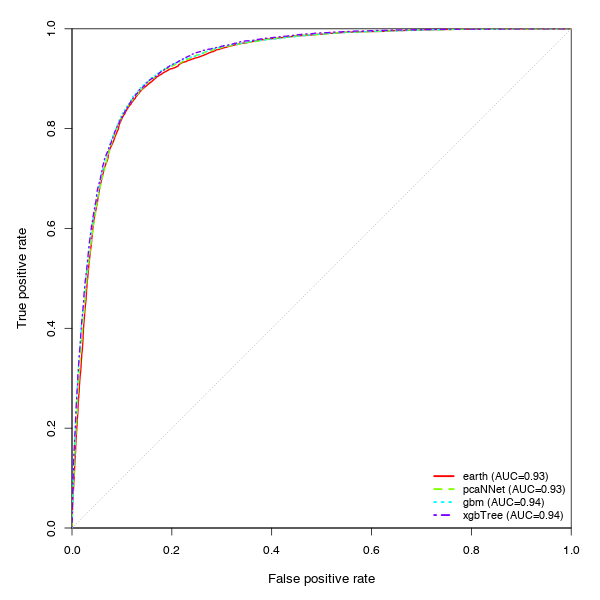 1.0
0.8
0.6
0.4
0.2
0.0
True positive rate
earth (AUC=0.93)
pcaNNet (AUC=0.93)
gbm (AUC=0.94)
xgbTree (AUC=0.94)
0.0 0.2 0.4 0.6 0.8 1.0
False positive rate